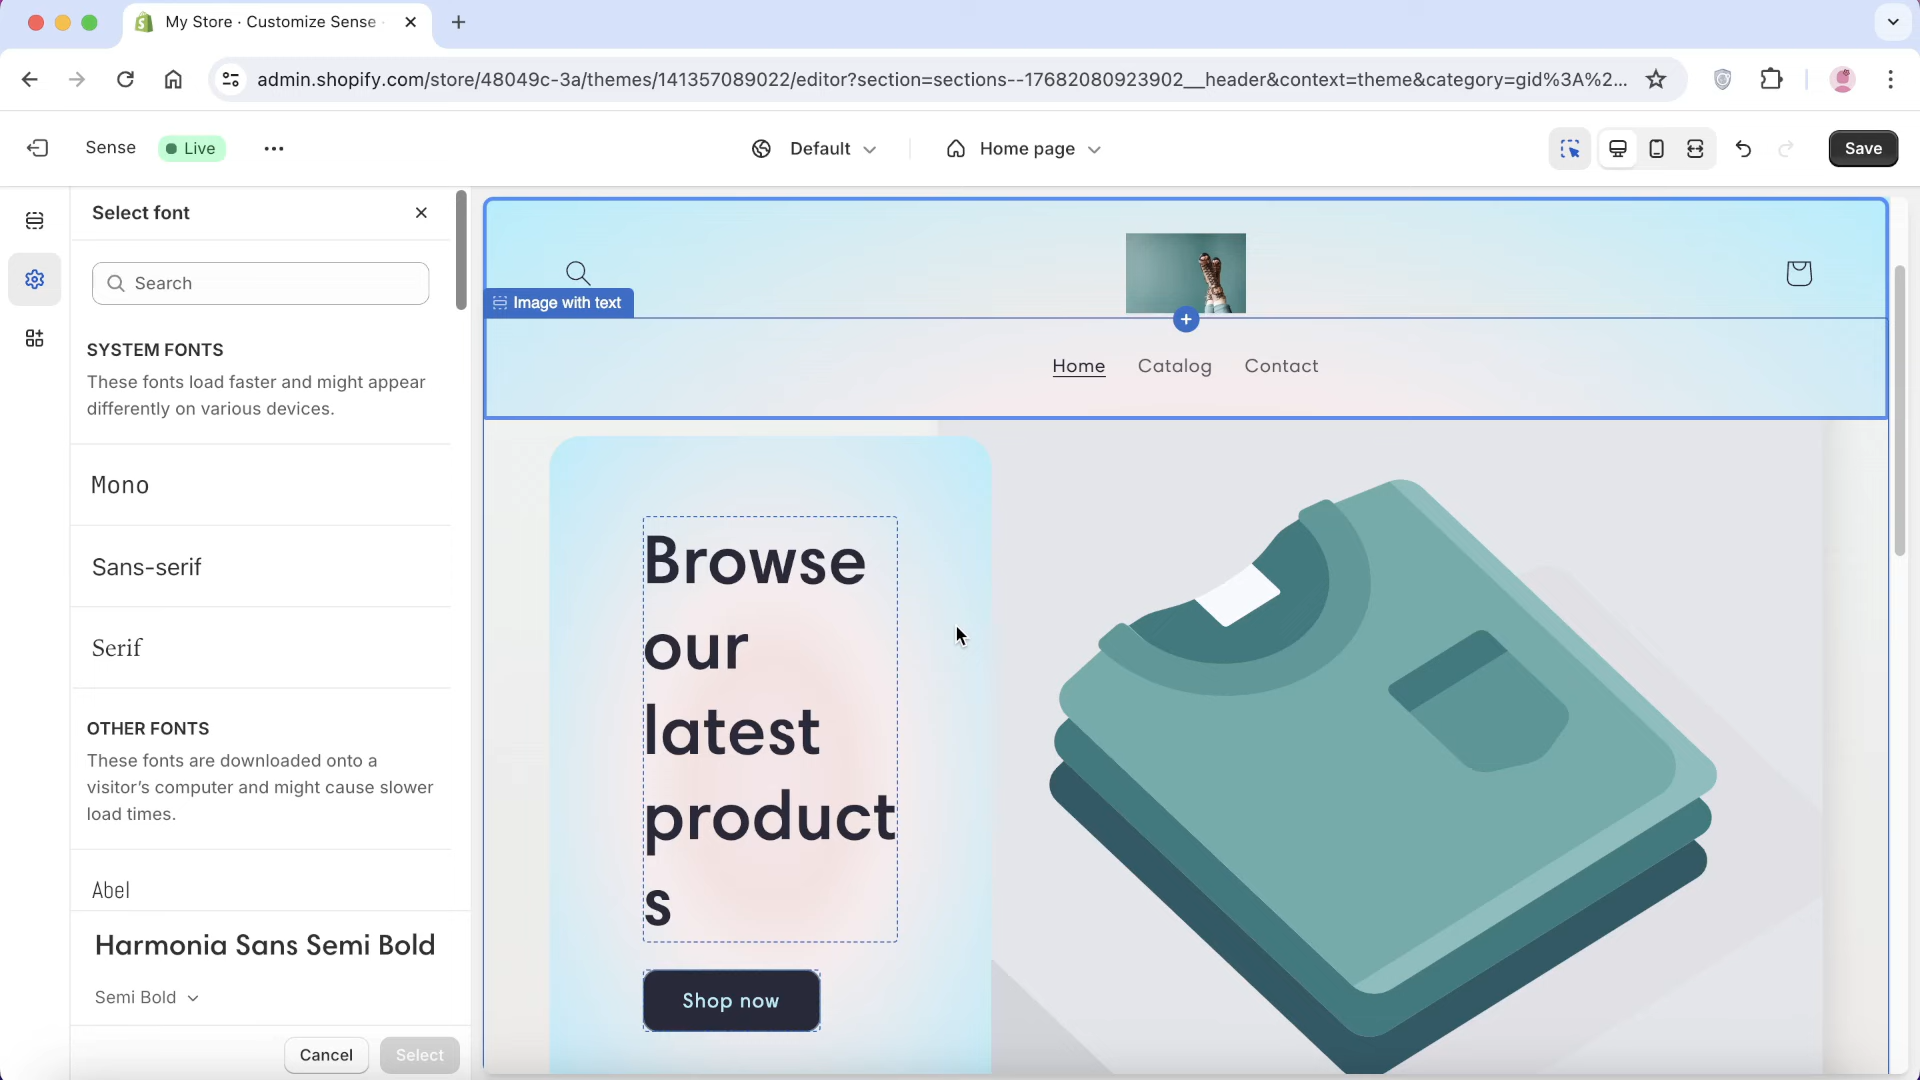 My Store · Customize Sense ·
admin.shopify.com/store/48049c-3a/themes/141357089022/editor?section=sections--17682080923902__header&context=theme&category=gid%3A%2...
Sense
Live
Default
Home page
Save
Select font
Search
SYSTEM FONTS
These fonts load faster and might appear
differently on various devices.
Mono
Sans-serif
Serif
OTHER FONTS
These fonts are downloaded onto a
visitor's computer and might cause slower
load times.
Abel
Harmonia Sans Semi Bold
Semi Bold
Cancel
Select
Image with text
Home
Catalog
Contact
Browse
our
latest
product
s
Shop now